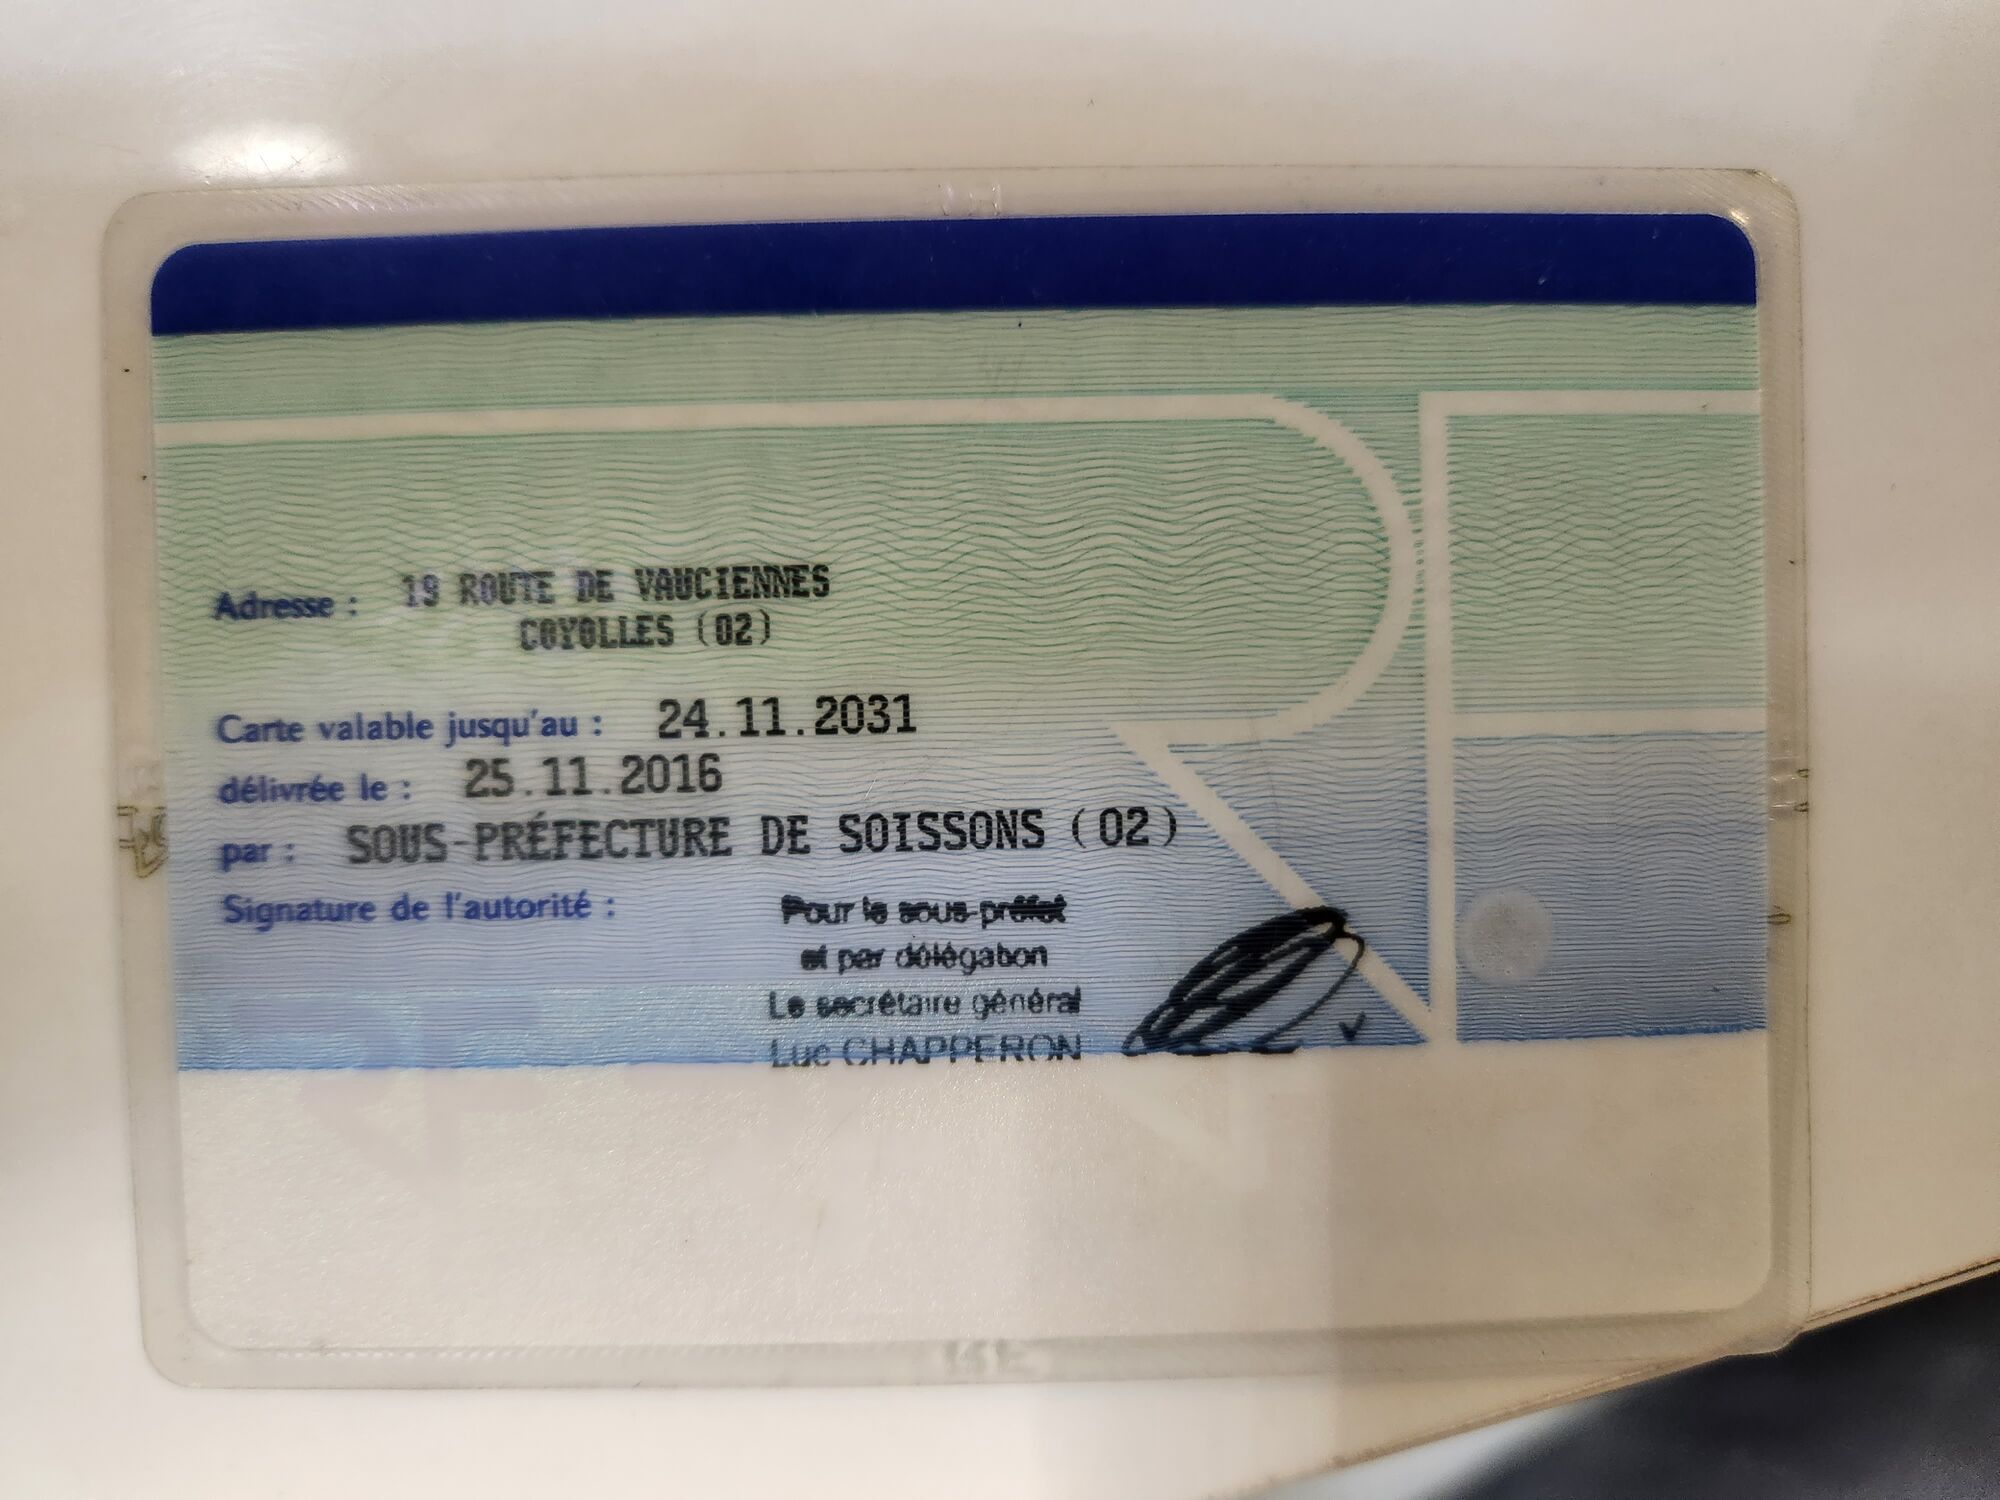 Adresse : 19 ROUTE DE VAUCIENNES
COYOLLES (02)
Carte valable jusqu'au : 24.11.2031
délivrée le : 25.11.2016
par : SOUS-PRÉFECTURE DE SOISSONS (02)
Signature de l'autorité :
Pour le sous-préfet
et par délégation
Le secrétaire général
Luc CHAPPERON
RF